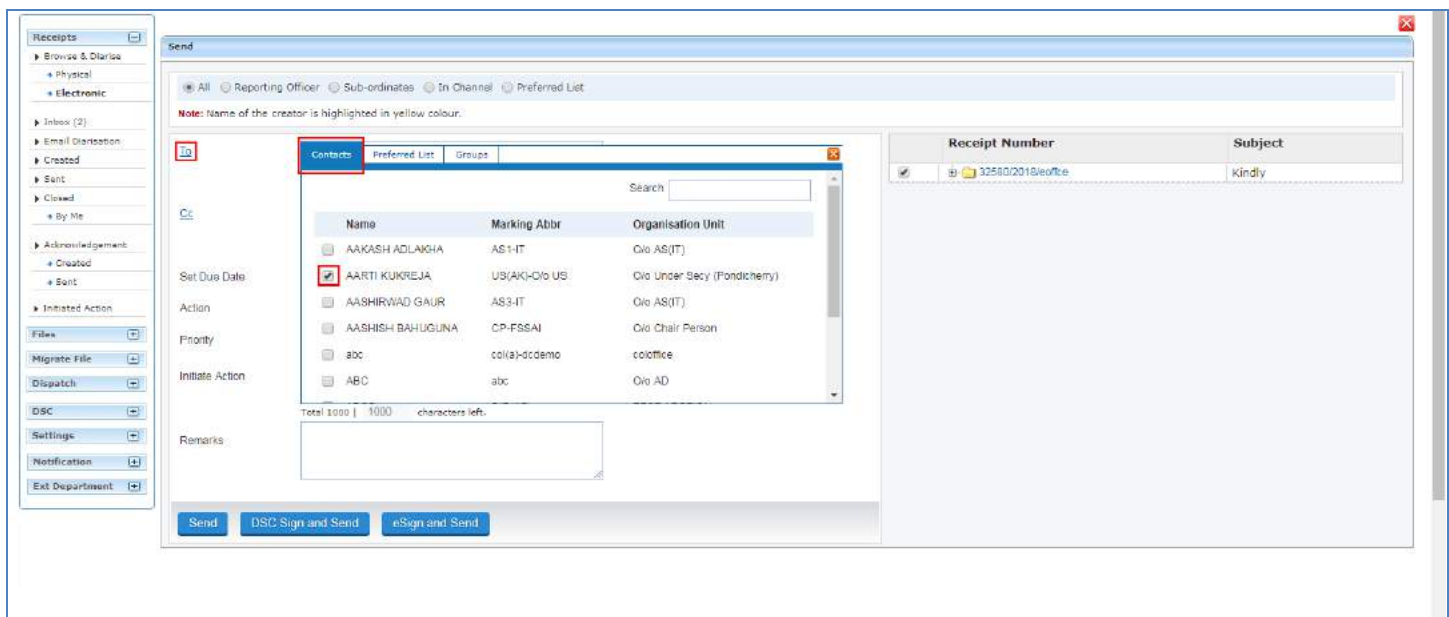 Receipts
Browse & Diarise
Physical
Electronic
Inbox (2)
Email Diarisation
Created
Sent
Closed
By Me
Acknowledgement
Created
Sent
Initiated Action
Files
Migrate File
Dispatch
DSC
Settings
Notification
Ext Department
Send
All Reporting Officer Sub-ordinates In Channel Preferred List
Note: Name of the creator is highlighted in yellow colour.
To
Cc
Set Due Date
Action
Priority
Initiate Action
Contacts Preferred List Groups
Search
Name Marking Abbr Organisation Unit
AAKASH ADLAKHA AS1-IT O/o AS(IT)
AARTI KUKREJA US(AK)-O/o US O/o Under Secy (Pondicherry)
AASHIRWAD GAUR AS3-IT O/o AS(IT)
AASHISH BAHUGUNA CP-FSSAI O/o Chair Person
abc col(a)-dcdemo coloffice
ABC abc O/o AD
Total 1000 | 1000 characters left.
Remarks
Send DSC Sign and Send eSign and Send
Receipt Number Subject
32580/2018/eoffice Kindly